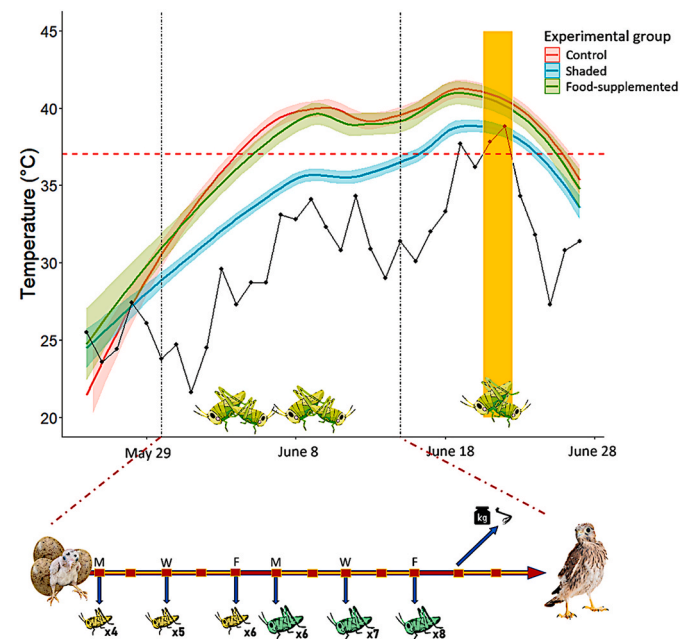 45
40
35
30
25
20
Temperature (°C)
Experimental group
Control
Shaded
Food-supplemented
May 29
June 8
June 18
June 28
kg
M W F M W F
x4 x5 x6 x6 x7 x8